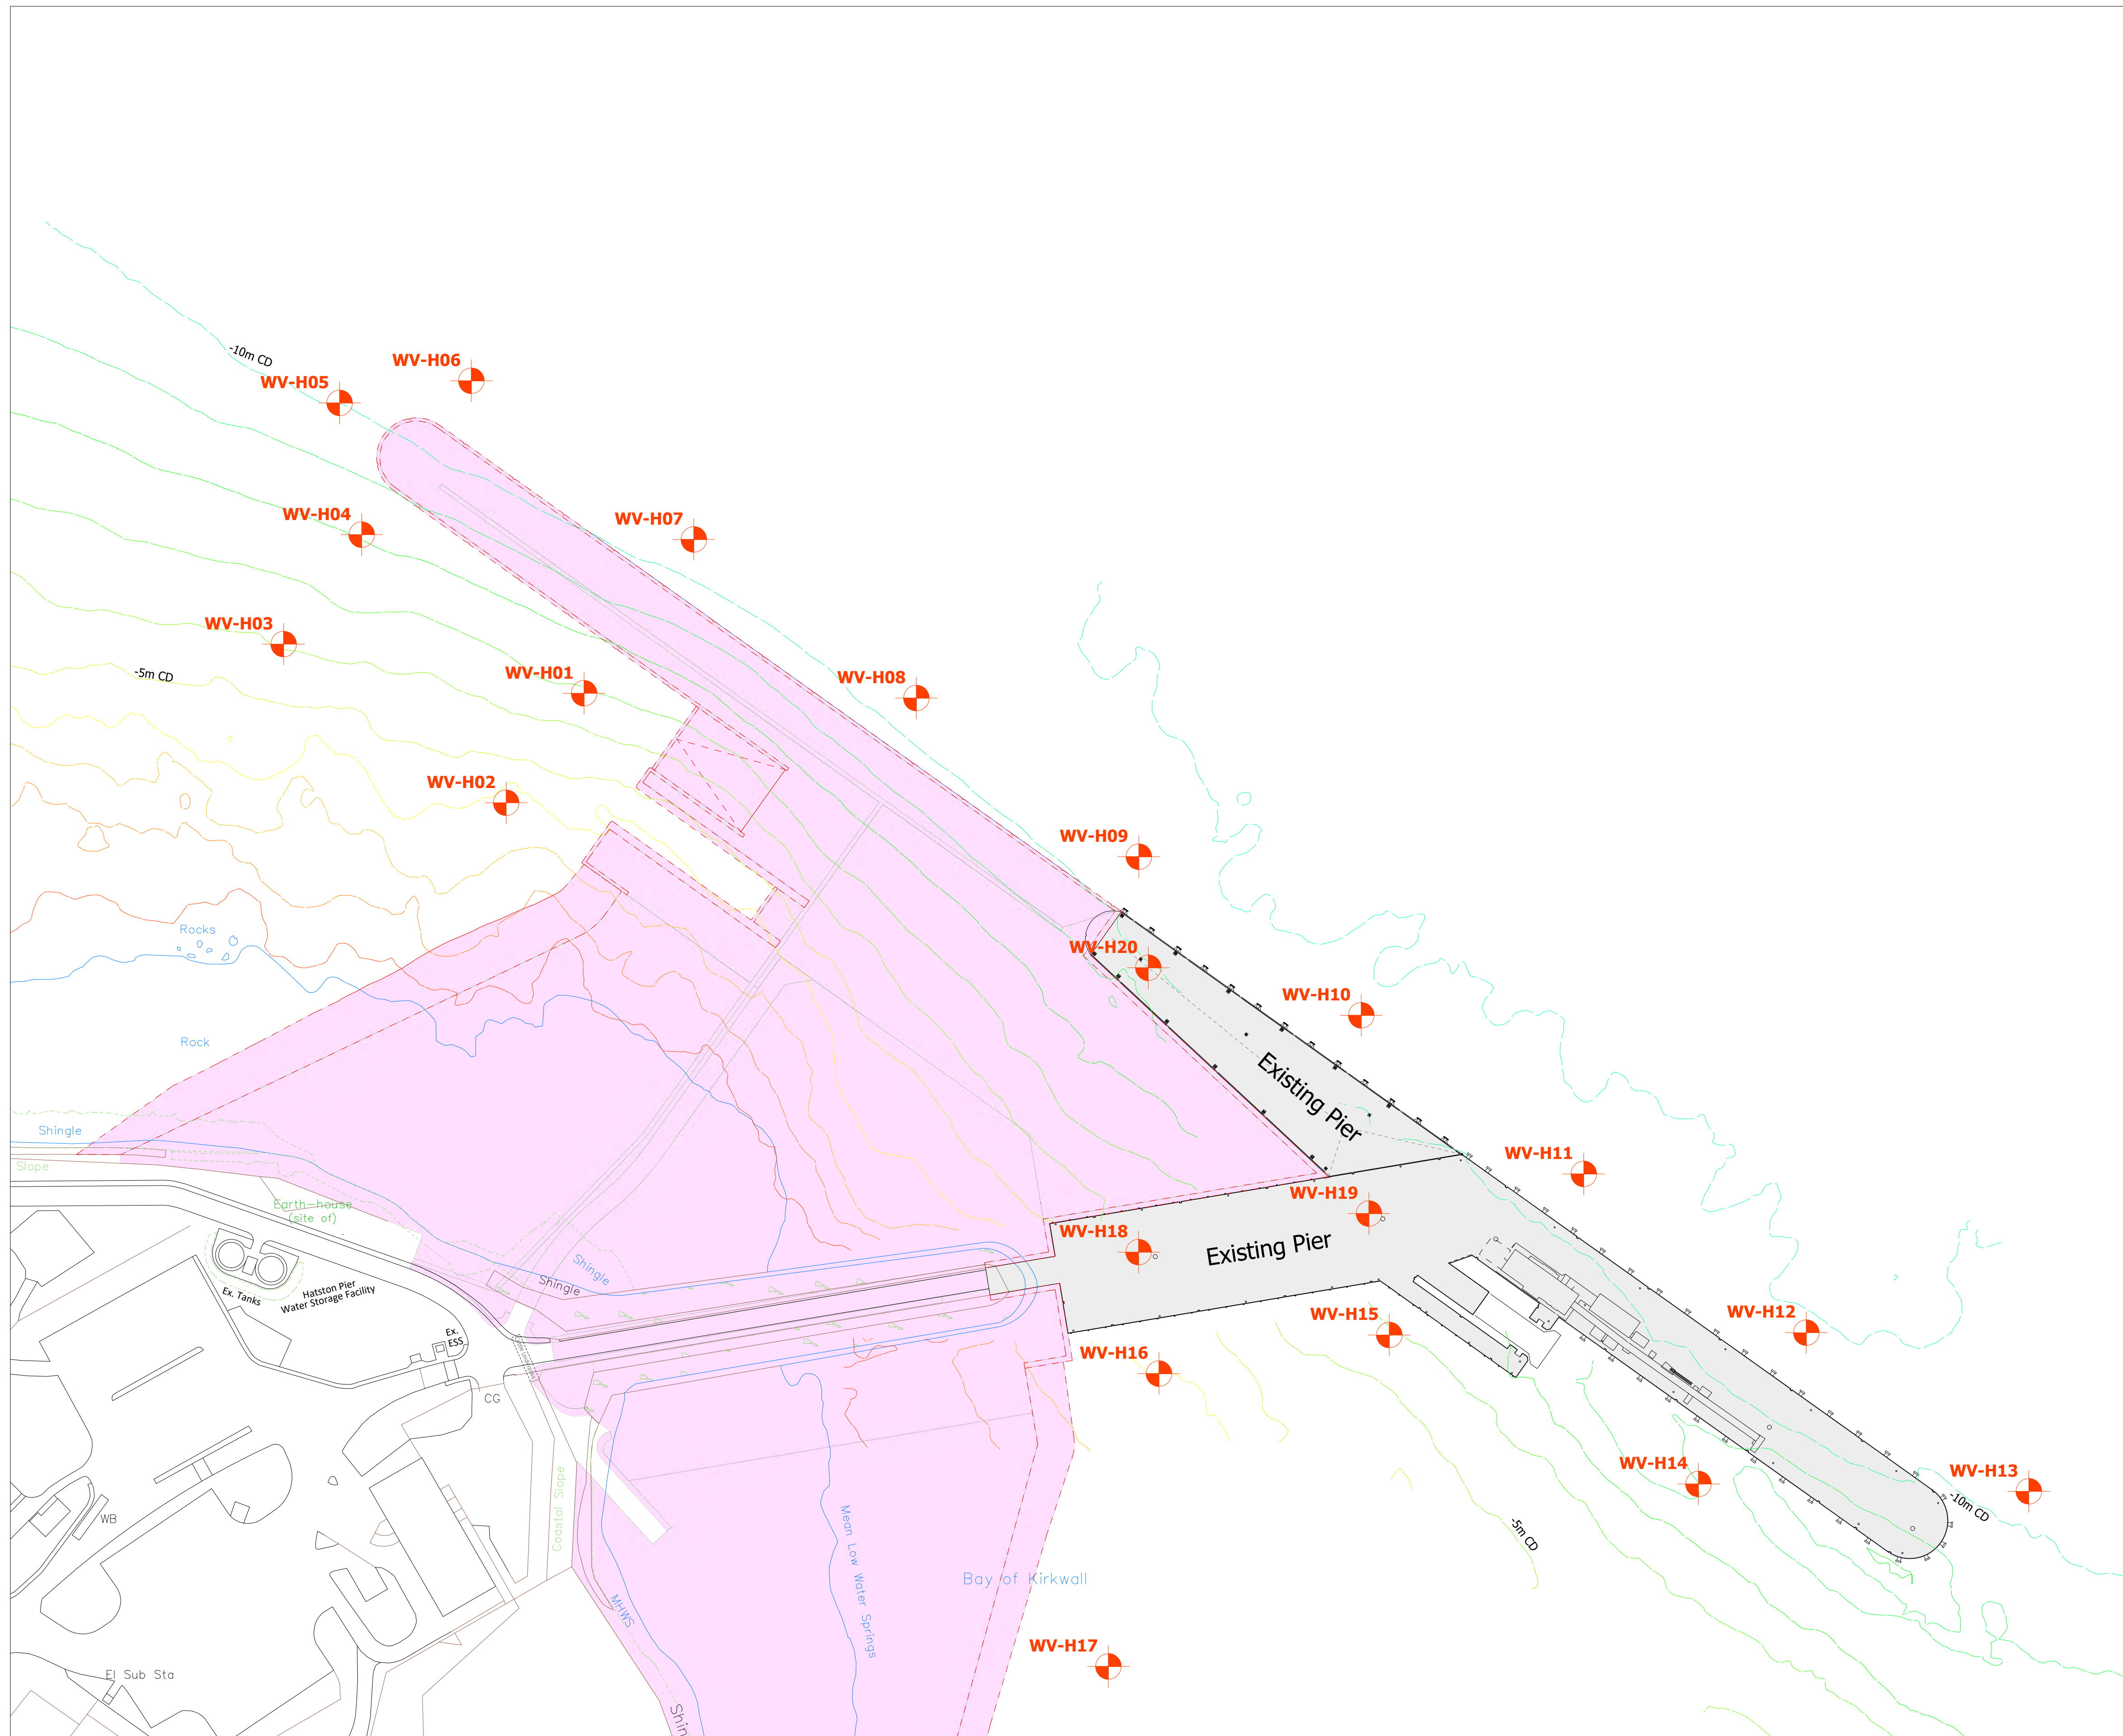 -10m CD
WV-H06
WV-H05
WV-H07
WV-H04
WV-H03
WV-H01
-5m CD
WV-H08
WV-H02
WV-H09
Rocks
WV-H20
WV-H10
Rock
Existing Pier
Shingle
WV-H11
Slope
WV-H19
Earth-house
(site of)
WV-H18
Existing Pier
Shingle
Shingle
Hatston Pier
Water Storage Facility
Ex. Tanks
WV-H15
WV-H12
Ex.
ESS
WV-H16
CG
WV-H14
WV-H13
-10m CD
Coastal Slope
WB
Mean Low Water Springs
-5m CD
Bay of Kirkwall
MHWS
WV-H17
El Sub Sta
Shin